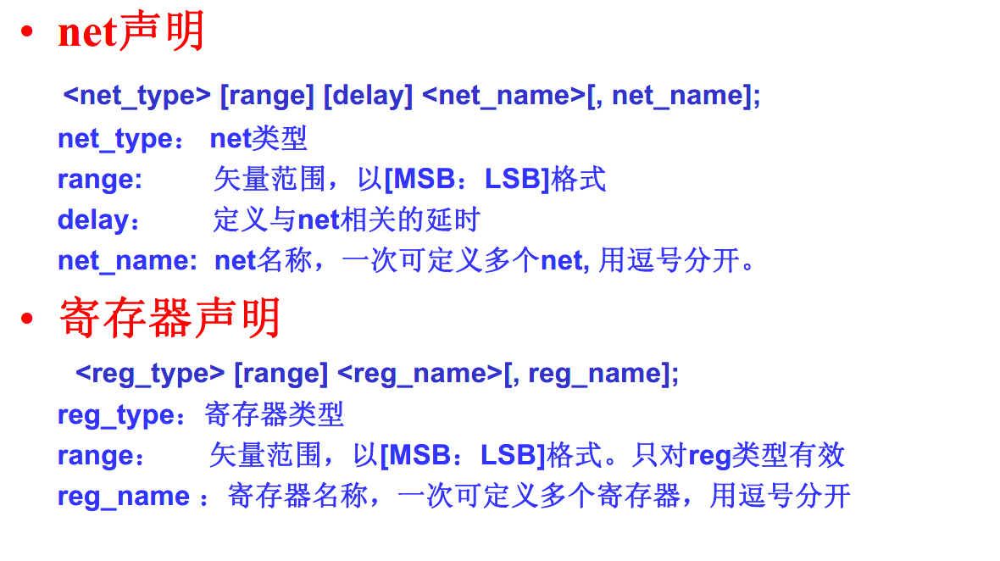 • net声明
<net_type> [range] [delay] <net_name>[, net_name];
net_type： net类型
range: 矢量范围，以[MSB：LSB]格式
delay： 定义与net相关的延时
net_name: net名称，一次可定义多个net, 用逗号分开。
• 寄存器声明
<reg_type> [range] <reg_name>[, reg_name];
reg_type：寄存器类型
range： 矢量范围，以[MSB：LSB]格式。只对reg类型有效
reg_name ：寄存器名称，一次可定义多个寄存器，用逗号分开